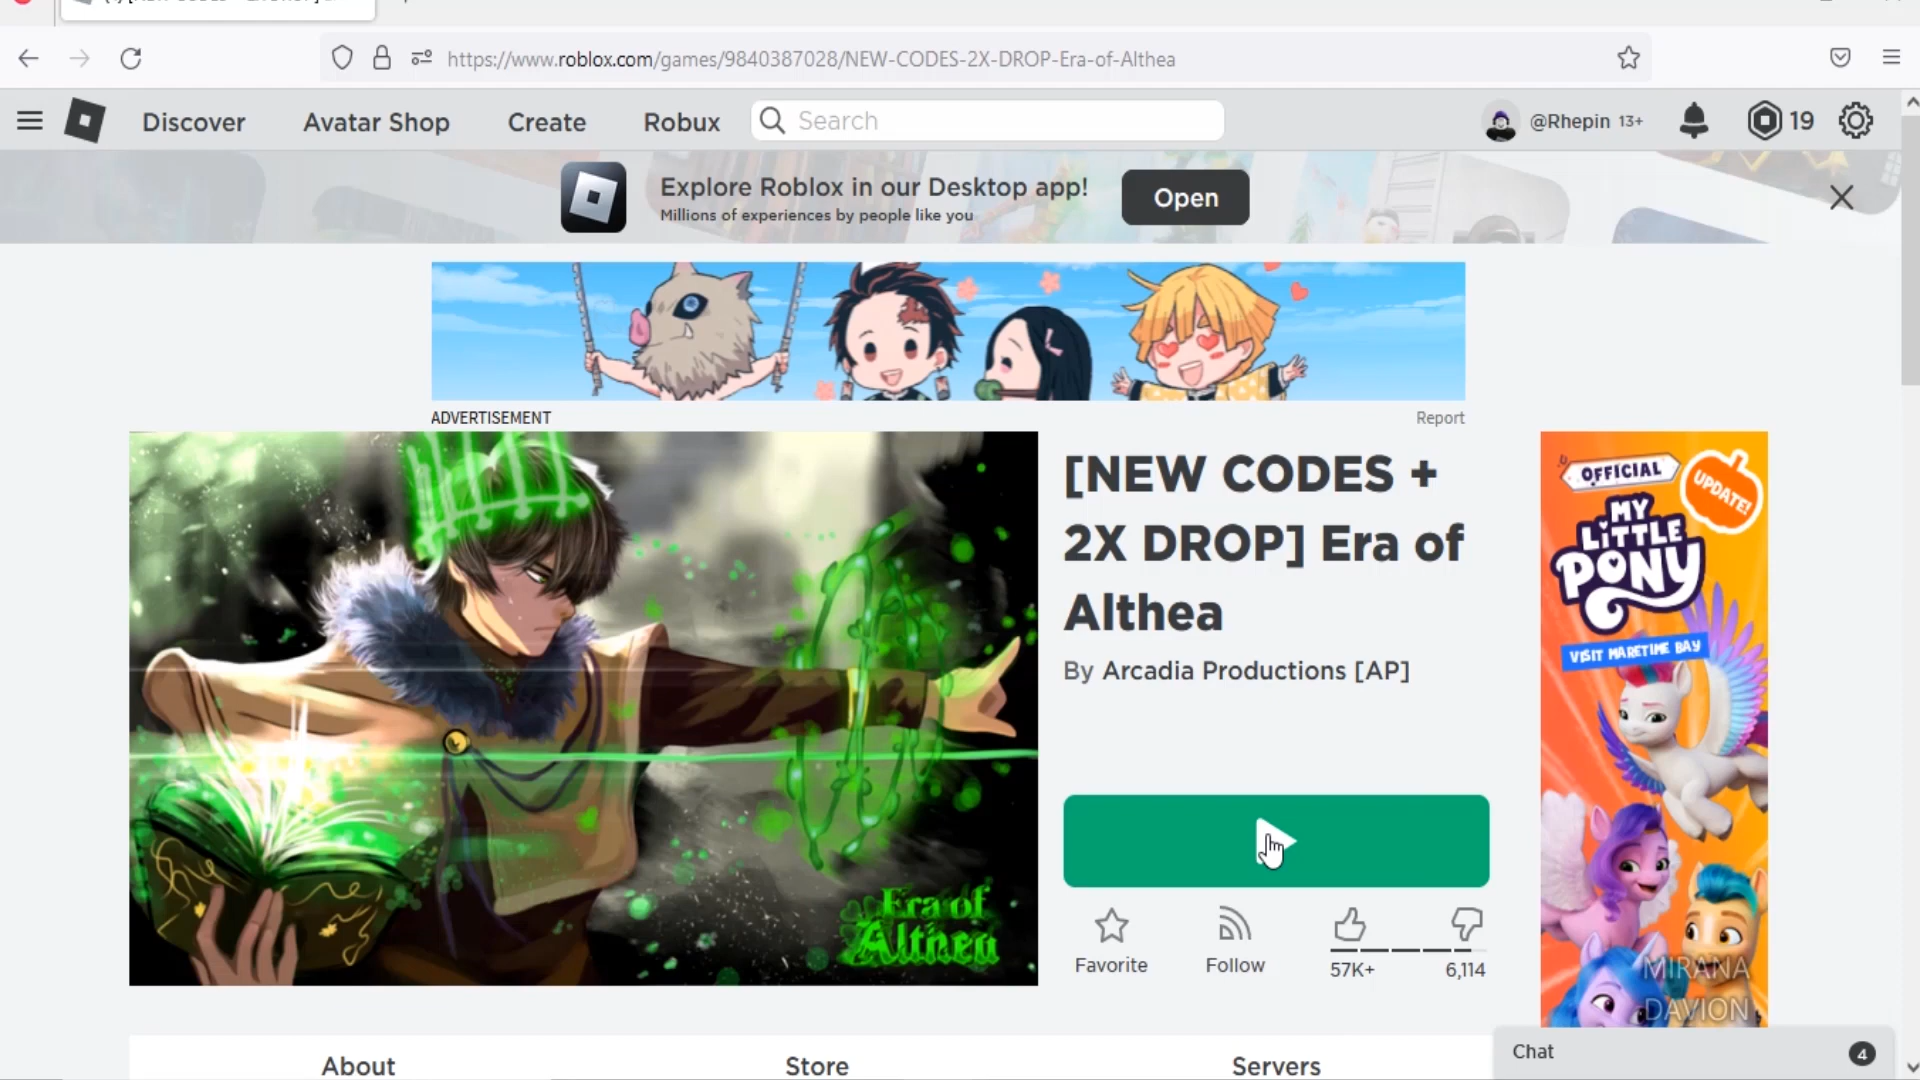 https://www.roblox.com/games/9840387028/NEW-CODES-2X-DROP-Era-of-Althea
Discover
Avatar Shop
Create
Robux
Search
@Rhepin 13+
19
Explore Roblox in our Desktop app!
Millions of experiences by people like you
Open
ADVERTISEMENT
Report
[NEW CODES +
2X DROP] Era of
Althea
By Arcadia Productions [AP]
Era of
Althea
Favorite
Follow
57K+
6,114
OFFICIAL
UPDATE!
MY
LITTLE
PONY
VISIT MARETIME BAY
MIRANA
DAVION
About
Store
Servers
Chat
4